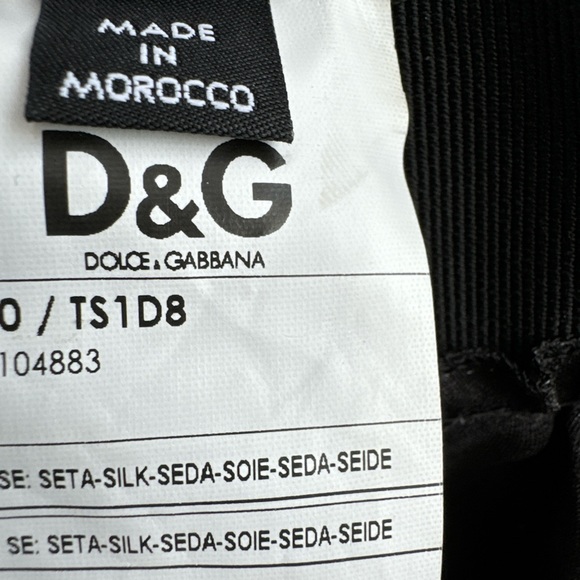 MADE
IN
MOROCCO
D&G
DOLCE & GABBANA
0 / TS1D8
104883
SE: SETA-SILK-SEDA-SOIE-SEDA-SEIDE
SE: SETA-SILK-SEDA-SOIE-SEDA-SEIDE